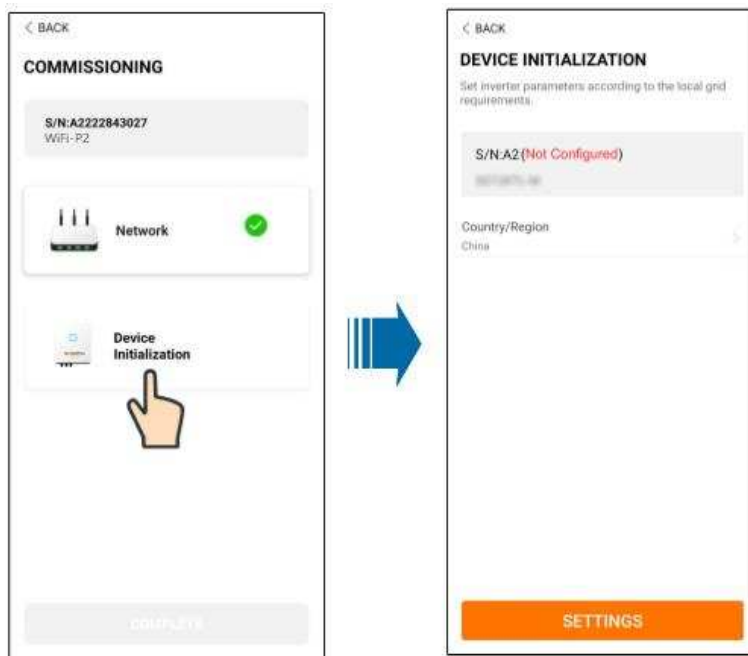 < BACK
COMMISSIONING
S/N:A2222843027
WiFi-P2
Network
Device
Initialization
COMPLETE
< BACK
DEVICE INITIALIZATION
Set inverter parameters according to the local grid
requirements.
S/N:A2(Not Configured)
Country/Region
China
SETTINGS